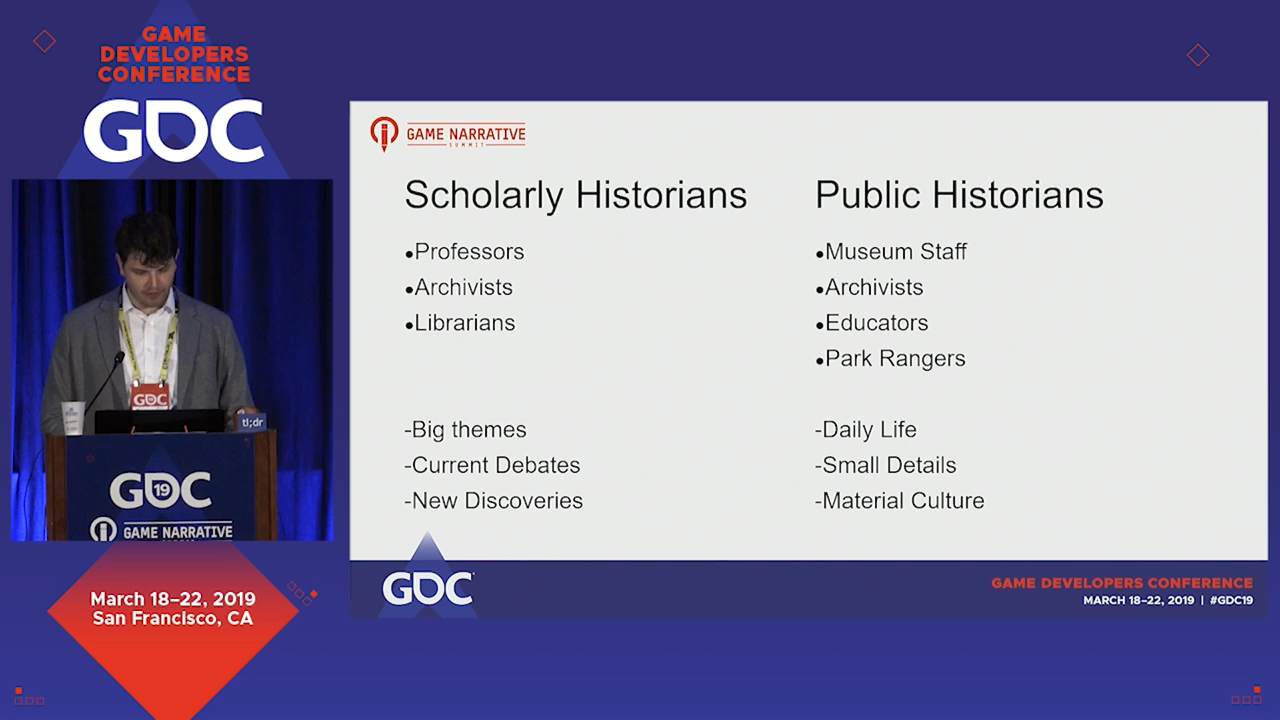 GAME
DEVELOPERS
CONFERENCE
GDC
GAME NARRATIVE
SUMMIT
Scholarly Historians
•Professors
•Archivists
•Librarians
-Big themes
-Current Debates
-New Discoveries
Public Historians
•Museum Staff
•Archivists
•Educators
•Park Rangers
-Daily Life
-Small Details
-Material Culture
GDC
tl;dr
GDC
19
GAME NARRATIVE
March 18–22, 2019
San Francisco, CA
GDC
GAME DEVELOPERS CONFERENCE
MARCH 18–22, 2019 | #GDC19